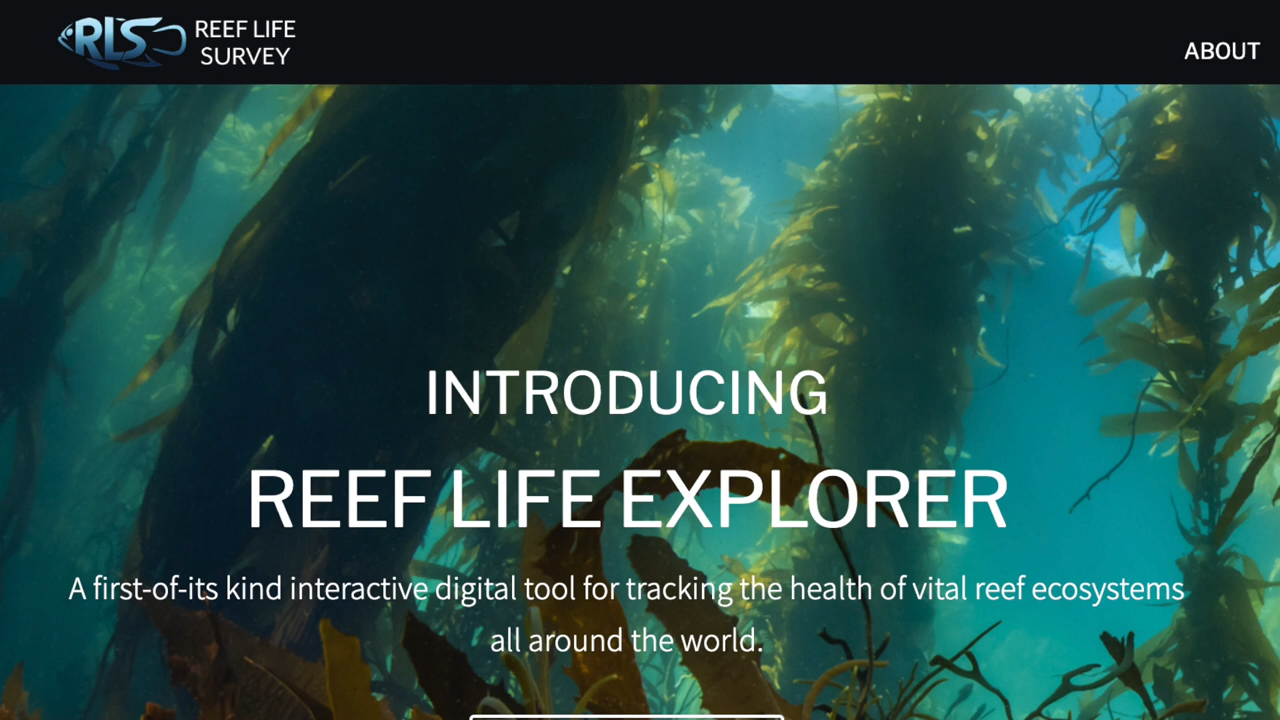 RLS REEF LIFE
SURVEY
ABOUT
INTRODUCING
REEF LIFE EXPLORER
A first-of-its kind interactive digital tool for tracking the health of vital reef ecosystems
all around the world.